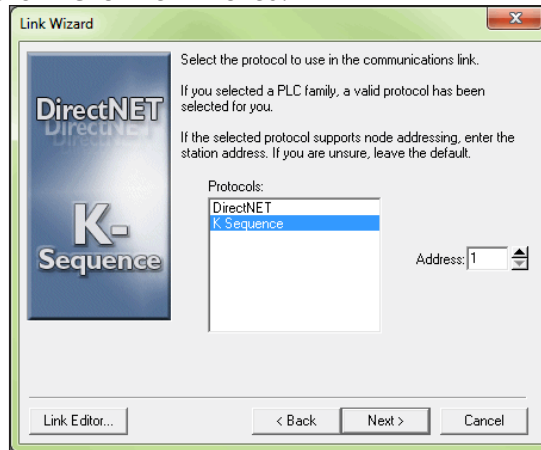 Link Wizard
Select the protocol to use in the communications link.
If you selected a PLC family, a valid protocol has been
selected for you.
If the selected protocol supports node addressing, enter the
station address. If you are unsure, leave the default.
DirectNET
DirectNET
K-
Sequence
Protocols:
DirectNET
K Sequence
Address: 1
Link Editor...
< Back
Next >
Cancel